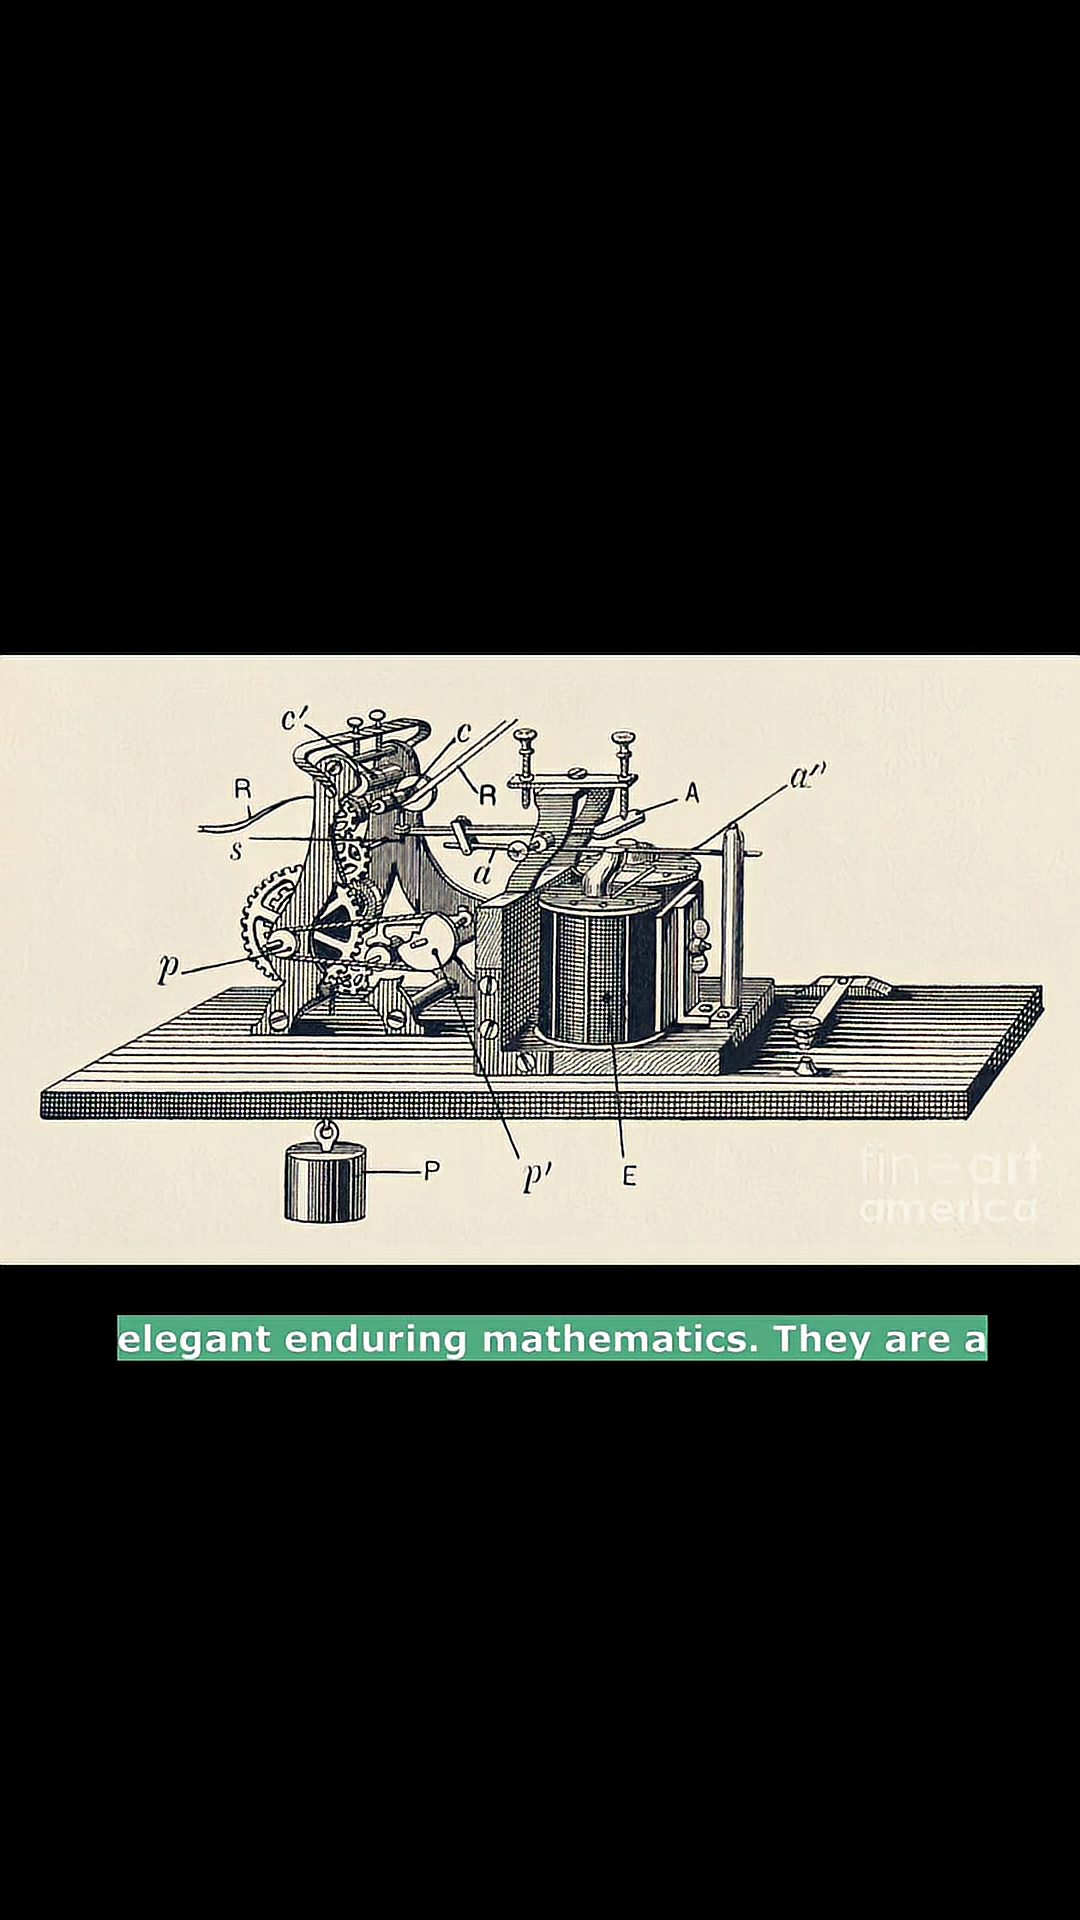 c'
c
a''
R
R
A
s
a
p
P
p'
E
fine art
america
elegant enduring mathematics. They are a